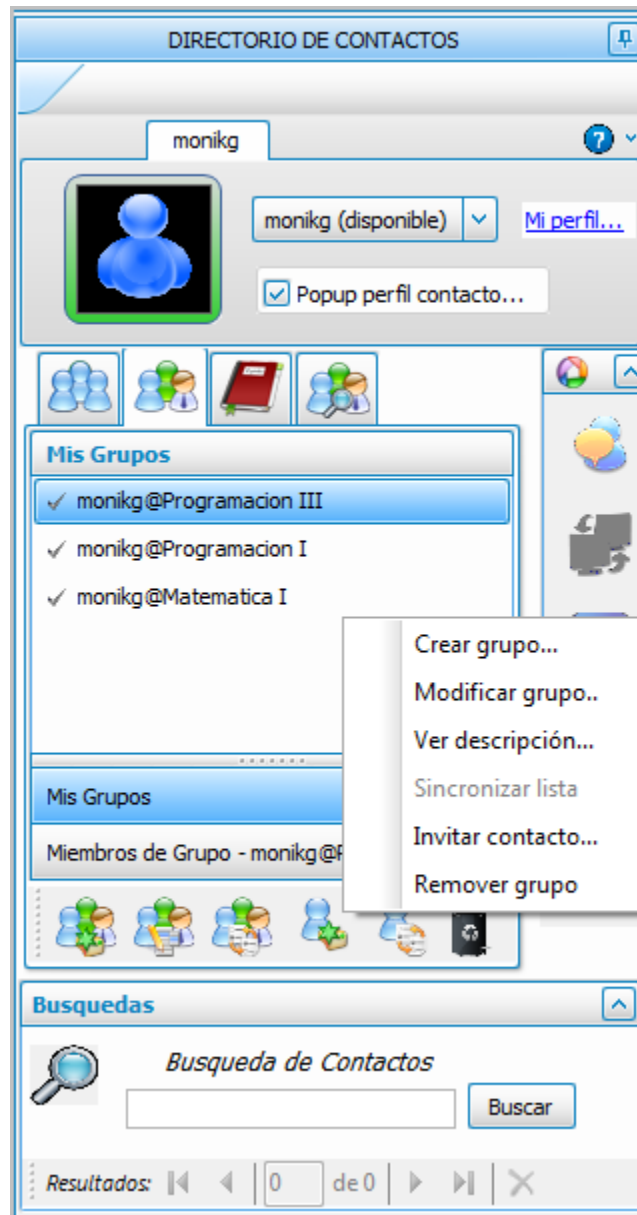 DIRECTORIO DE CONTACTOS
monikg
monikg (disponible)
Mi perfil...
Popup perfil contacto...
Mis Grupos
monikg@Programacion III
monikg@Programacion I
monikg@Matematica I
Crear grupo...
Modificar grupo..
Ver descripción...
Sincronizar lista
Invitar contacto...
Remover grupo
Mis Grupos
Miembros de Grupo - monikg@
Busquedas
Busqueda de Contactos
Buscar
Resultados: 0 de 0